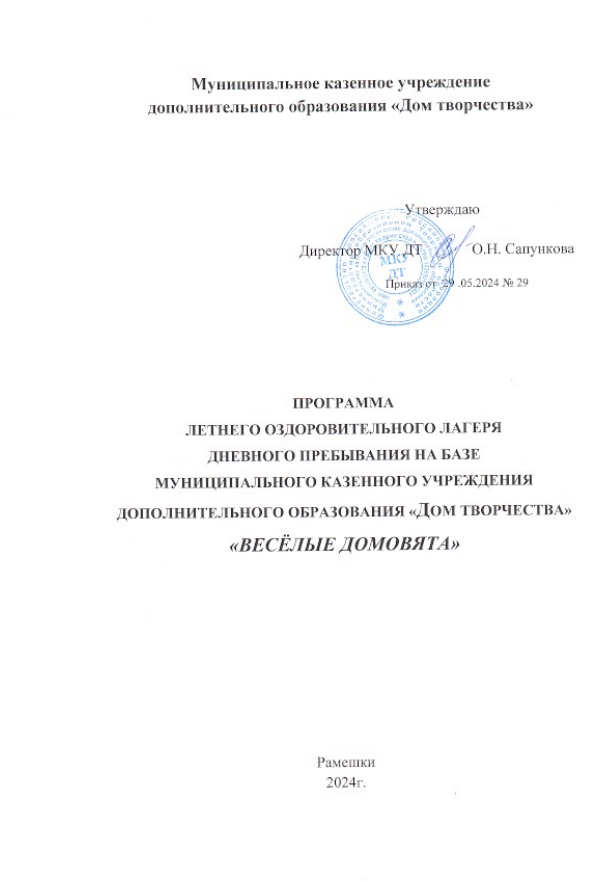 Муниципальное казенное учреждение
дополнительного образования «Дом творчества»
Утверждаю
Директор МКУ ДТ О.Н. Сапункова
Приказ от 29 .05.2024 № 29
МКУ
ДТ
ПРОГРАММА
ЛЕТНЕГО ОЗДОРОВИТЕЛЬНОГО ЛАГЕРЯ
ДНЕВНОГО ПРЕБЫВАНИЯ НА БАЗЕ
МУНИЦИПАЛЬНОГО КАЗЕННОГО УЧРЕЖДЕНИЯ
ДОПОЛНИТЕЛЬНОГО ОБРАЗОВАНИЯ «ДОМ ТВОРЧЕСТВА»
«ВЕСЁЛЫЕ ДОМОВЯТА»
Рамешки
2024г.